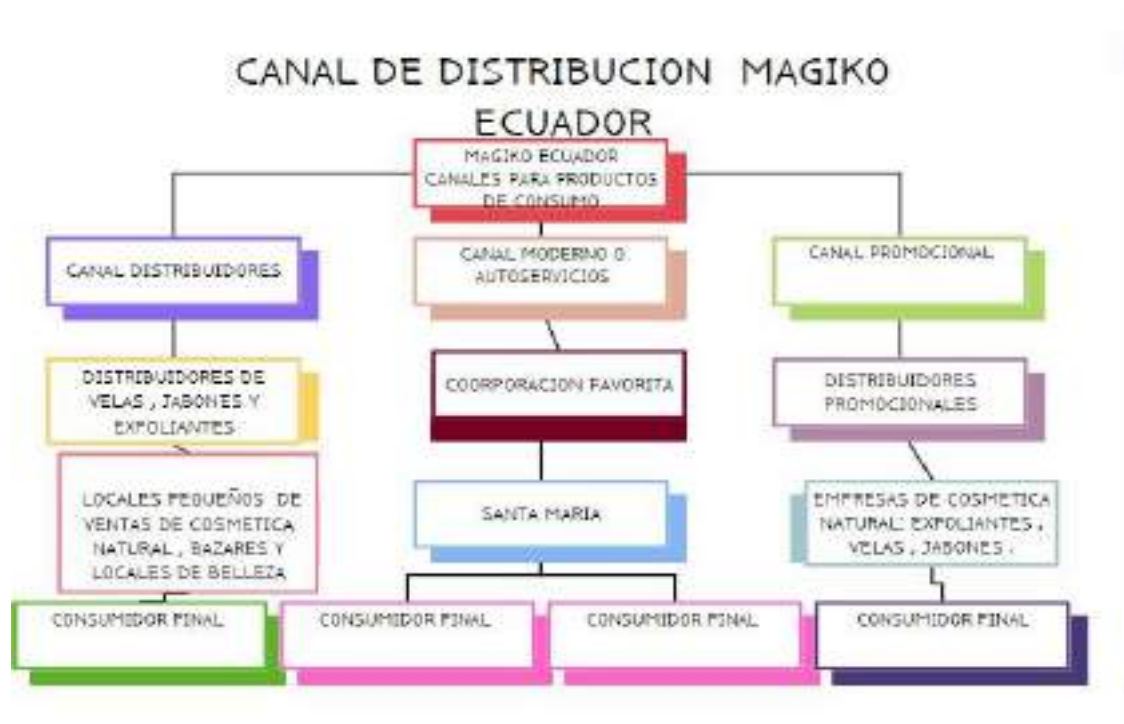 CANAL DE DISTRIBUCION MAGIKO
ECUADOR
MAGIKO ECUADOR
CANALES PARA PRODUCTOS
DE CONSUMO
CANAL DISTRIBUIDORES
CANAL MODERNO O
AUTOSERVICIOS
CANAL PROMOCIONAL
DISTRIBUIDORES DE
VELAS , JABONES Y
EXFOLIANTES
COORPORACION FAVORITA
DISTRIBUIDORES
PROMOCIONALES
LOCALES PEQUEÑOS DE
VENTAS DE COSMETICA
NATURAL , BAZARES Y
LOCALES DE BELLEZA
SANTA MARIA
EMPRESAS DE COSMETICA
NATURAL: EXFOLIANTES ,
VELAS , JABONES .
CONSUMIDOR FINAL
CONSUMIDOR FINAL
CONSUMIDOR FINAL
CONSUMIDOR FINAL